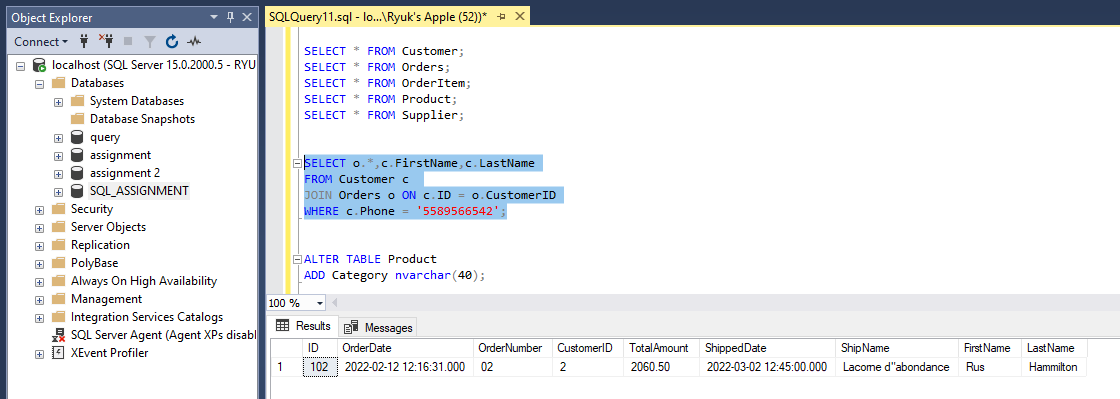 Object Explorer
Connect
localhost (SQL Server 15.0.2000.5 - RYU
Databases
System Databases
Database Snapshots
query
assignment
assignment 2
SQL_ASSIGNMENT
Security
Server Objects
Replication
PolyBase
Always On High Availability
Management
Integration Services Catalogs
SQL Server Agent (Agent XPs disabl
XEvent Profiler
SQLQuery11.sql - lo...\Ryuk's Apple (52))*
SELECT * FROM Customer;
SELECT * FROM Orders;
SELECT * FROM OrderItem;
SELECT * FROM Product;
SELECT * FROM Supplier;
SELECT o.*,c.FirstName,c.LastName
FROM Customer c
JOIN Orders o ON c.ID = o.CustomerID
WHERE c.Phone = '5589566542';
ALTER TABLE Product
ADD Category nvarchar(40);
100 %
Results Messages
ID OrderDate OrderNumber CustomerID TotalAmount ShippedDate ShipName FirstName LastName
1 102 2022-02-12 12:16:31.000 02 2 2060.50 2022-03-02 12:45:00.000 Lacorne d''abondance Rus Hammilton